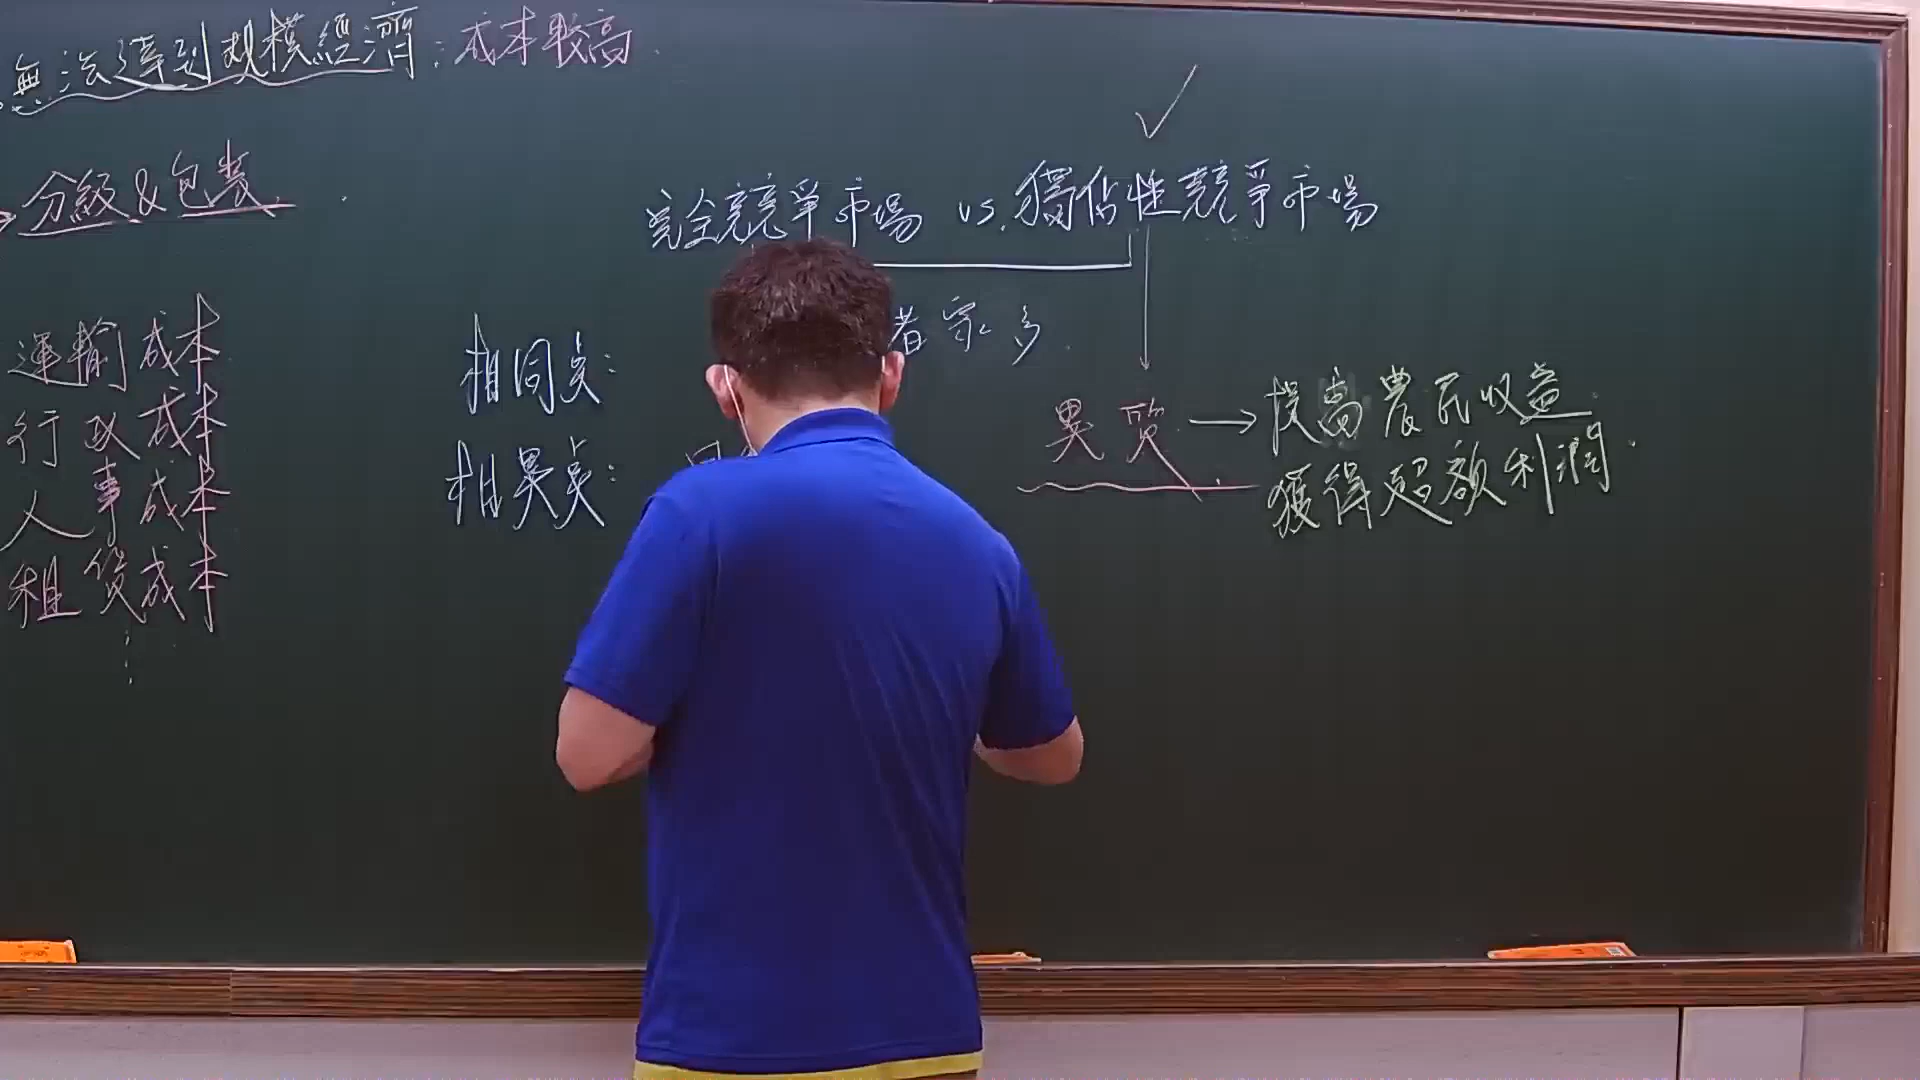 無法達到規模經濟：成本較高
分級&包裝
運輸成本
行政成本
人事成本
租貸成本
完全競爭市場 vs. 獨佔性競爭市場
相同点：者家多
相異点：
異質→提高農民收益
獲得超額利潤